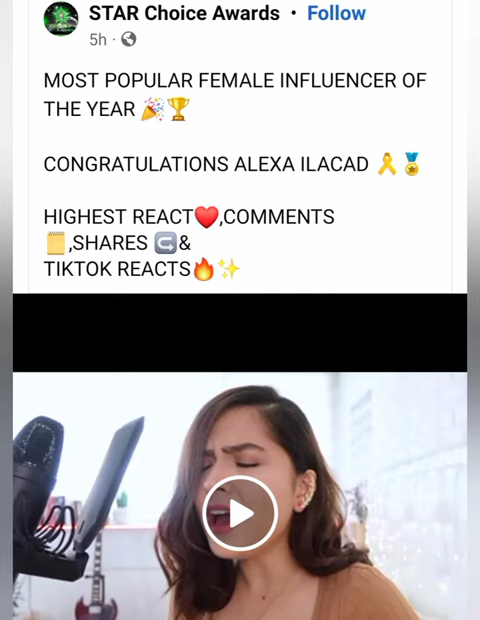 STAR Choice Awards • Follow
5h ·
MOST POPULAR FEMALE INFLUENCER OF
THE YEAR 🎉🏆
CONGRATULATIONS ALEXA ILACAD 🎗️🏅
HIGHEST REACT❤️,COMMENTS
🗒️,SHARES ↪️&
TIKTOK REACTS🔥✨